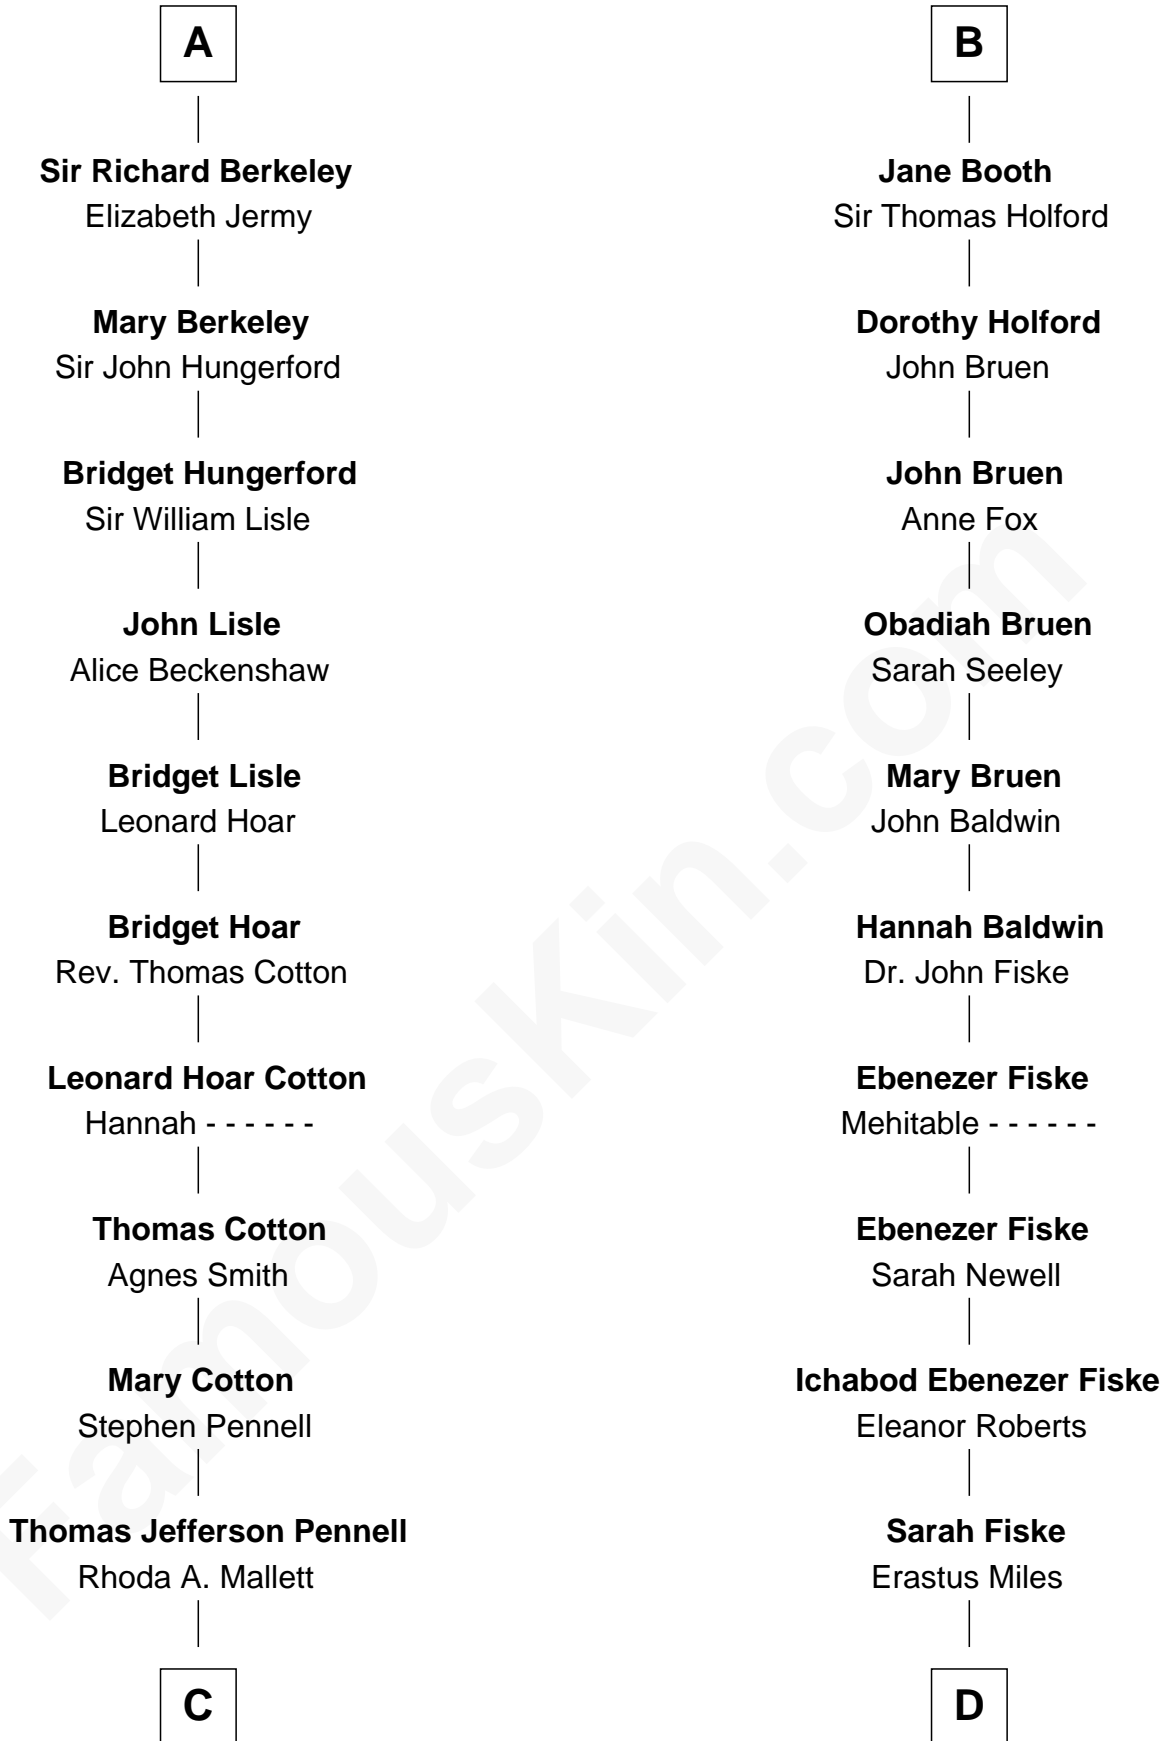 A
Sir Richard Berkeley
Elizabeth Jermy
Mary Berkeley
Sir John Hungerford
Bridget Hungerford
Sir William Lisle
John Lisle
Alice Beckenshaw
Bridget Lisle
Leonard Hoar
Bridget Hoar
Rev. Thomas Cotton
Leonard Hoar Cotton
Hannah - - - - - -
Thomas Cotton
Agnes Smith
Mary Cotton
Stephen Pennell
Thomas Jefferson Pennell
Rhoda A. Mallett
C
B
Jane Booth
Sir Thomas Holford
Dorothy Holford
John Bruen
John Bruen
Anne Fox
Obadiah Bruen
Sarah Seeley
Mary Bruen
John Baldwin
Hannah Baldwin
Dr. John Fiske
Ebenezer Fiske
Mehitable - - - - - -
Ebenezer Fiske
Sarah Newell
Ichabod Ebenezer Fiske
Eleanor Roberts
Sarah Fiske
Erastus Miles
D
FamousKin.com